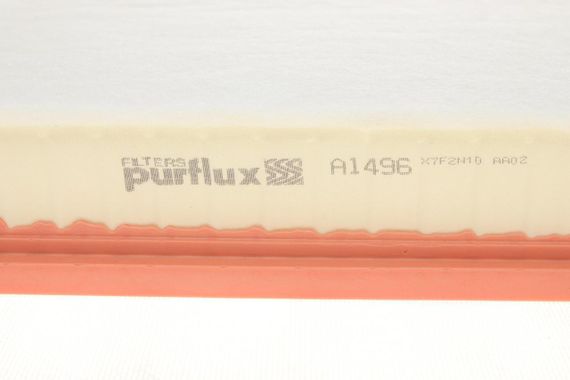 FILTERS
purflux A1496 X7F2N10 AA02